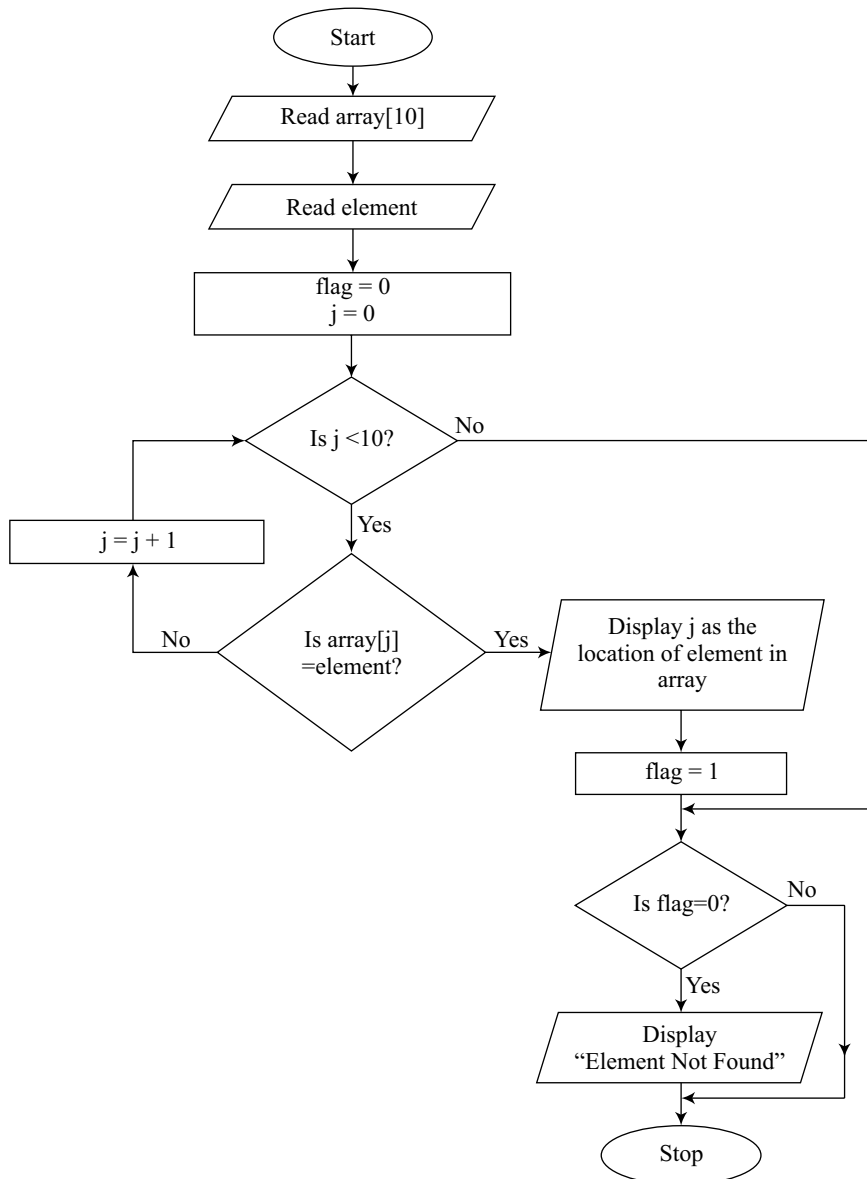 Start
Read array[10]
Read element
flag = 0
j = 0
Is j <10?
No
Yes
j = j + 1
No
Is array[j]
=element?
Yes
Display j as the
location of element in
array
flag = 1
Is flag=0?
No
Yes
Display
“Element Not Found”
Stop